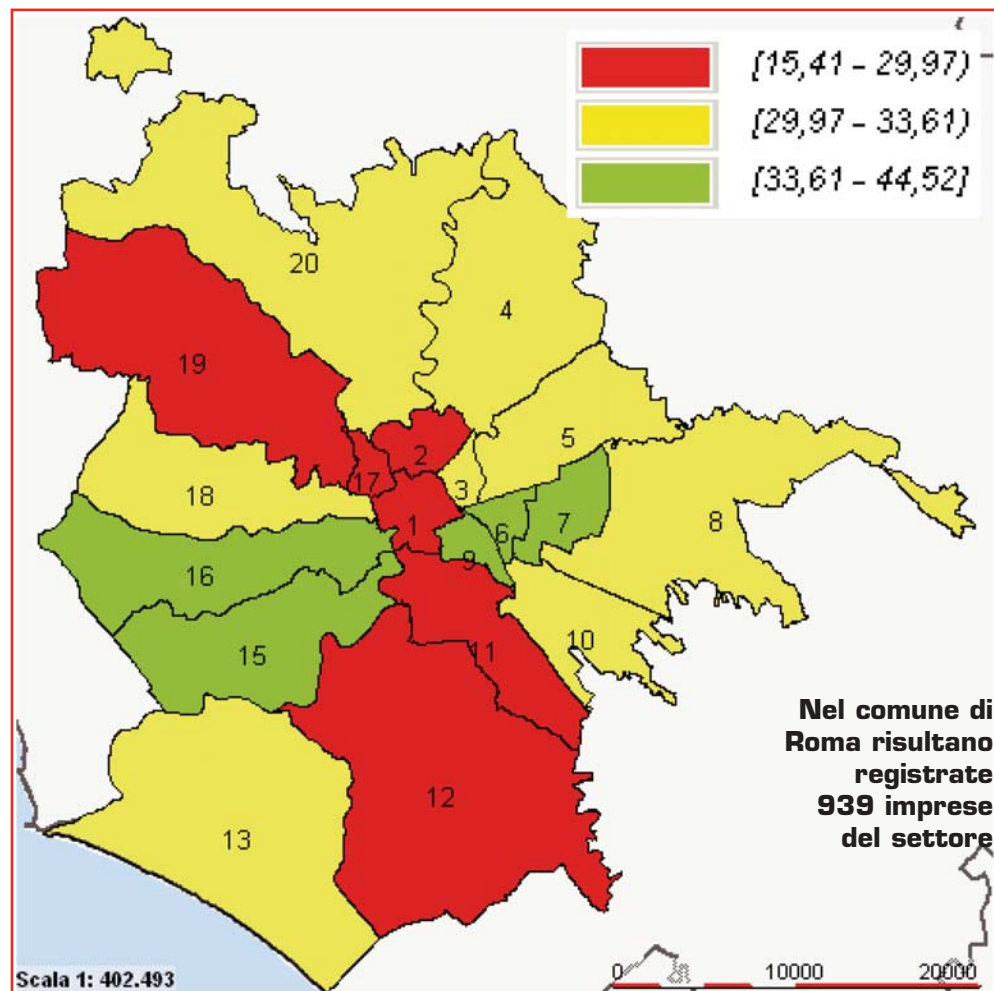 [15,41 - 29,97)
[29,97 - 33,61)
[33,61 - 44,52]
20
4
19
2
5
17
3
18
8
1
6
7
9
16
10
11
15
Nel comune di
Roma risultano
registrate
939 imprese
del settore
12
13
Scala 1: 402.493
0 10000 20000